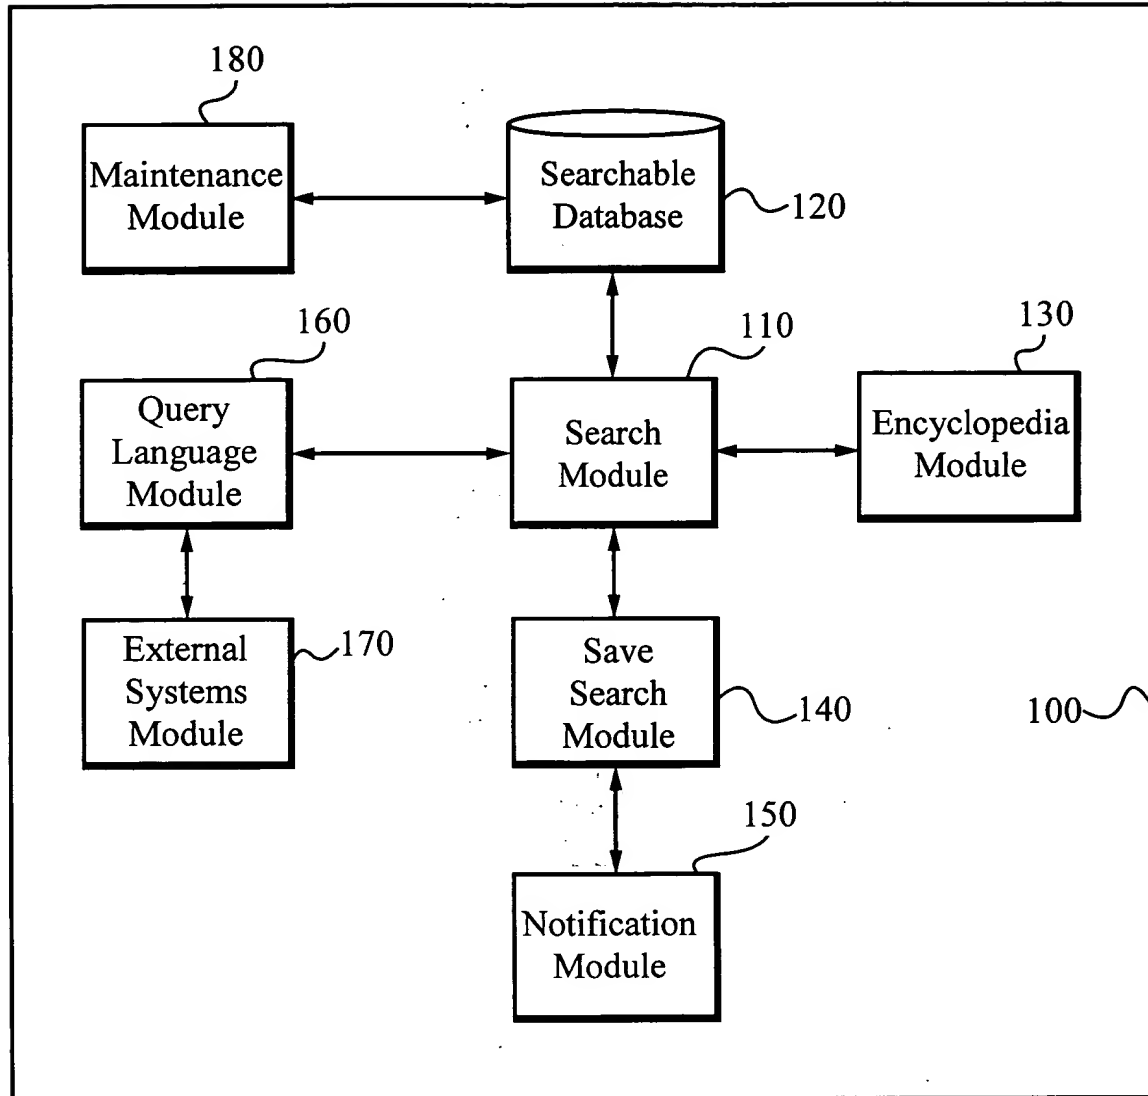 180
Maintenance
Module
Searchable
Database
120
160
110
130
Query
Language
Module
Search
Module
Encyclopedia
Module
External
Systems
Module
170
Save
Search
Module
140
100
150
Notification
Module